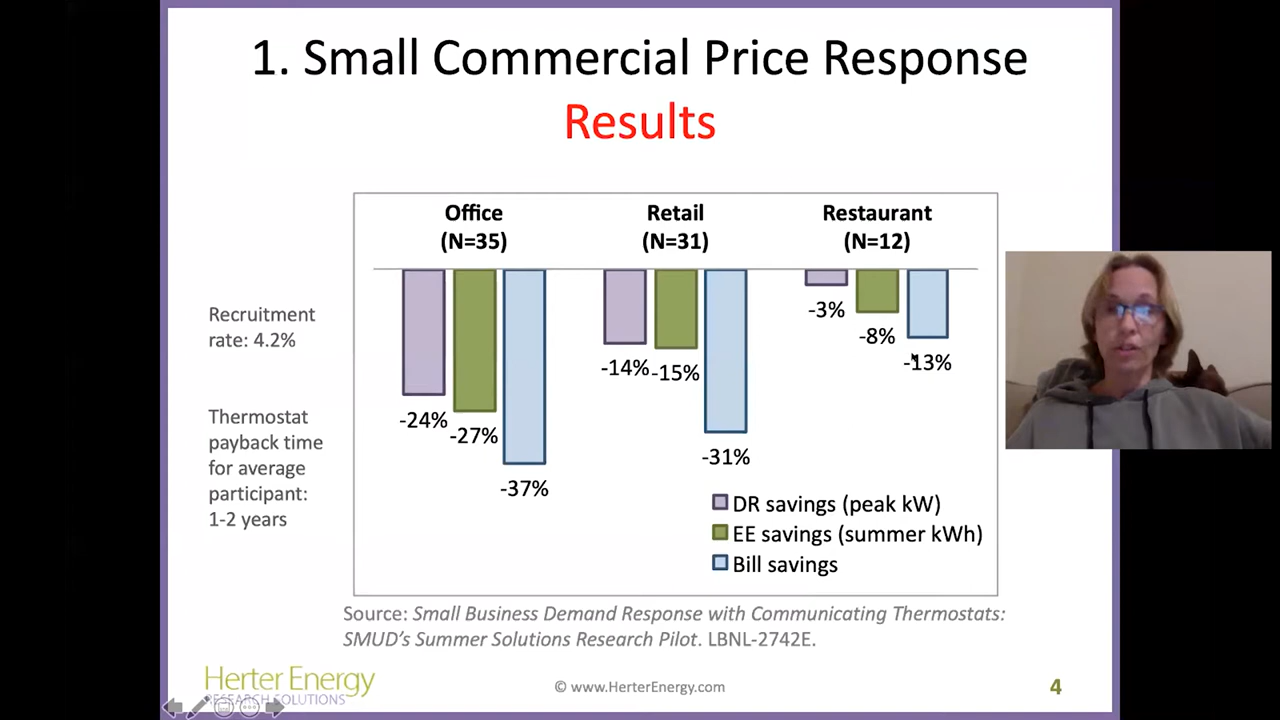 1. Small Commercial Price Response
Results
Office
(N=35)
Retail
(N=31)
Restaurant
(N=12)
Recruitment
rate: 4.2%
Thermostat
payback time
for average
participant:
1-2 years
-24%
-27%
-37%
-14%
-15%
-31%
-3%
-8%
-13%
DR savings (peak kW)
EE savings (summer kWh)
Bill savings
Source: Small Business Demand Response with Communicating Thermostats:
SMUD’s Summer Solutions Research Pilot. LBNL-2742E.
Herter Energy
RESEARCH SOLUTIONS
© www.HerterEnergy.com
4